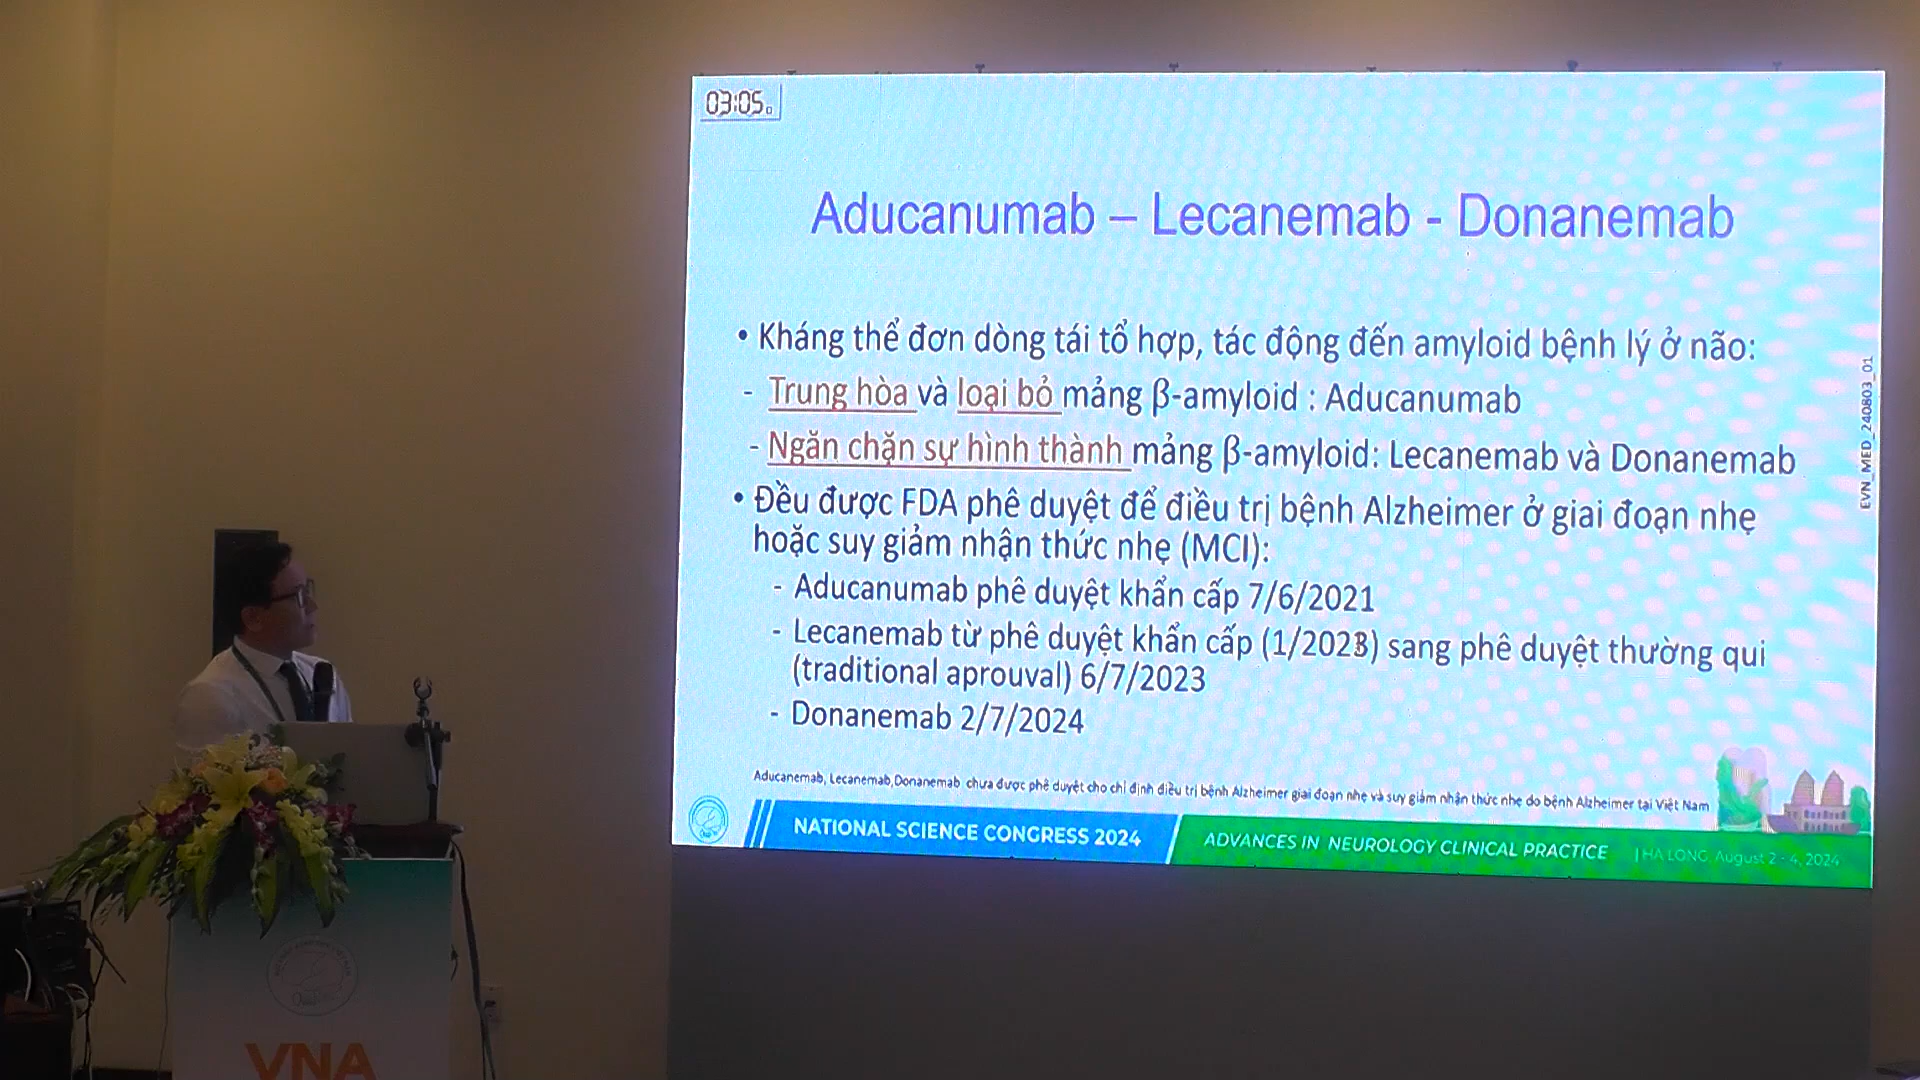 03:05
Aducanumab – Lecanemab - Donanemab
• Kháng thể đơn dòng tái tổ hợp, tác động đến amyloid bệnh lý ở não:
- Trung hòa và loại bỏ mảng β-amyloid : Aducanumab
- Ngăn chặn sự hình thành mảng β-amyloid: Lecanemab và Donanemab
• Đều được FDA phê duyệt để điều trị bệnh Alzheimer ở giai đoạn nhẹ
hoặc suy giảm nhận thức nhẹ (MCI):
- Aducanumab phê duyệt khẩn cấp 7/6/2021
- Lecanemab từ phê duyệt khẩn cấp (1/2023) sang phê duyệt thường qui
(traditional aprouval) 6/7/2023
- Donanemab 2/7/2024
Aducanemab, Lecanemab,Donanemab chưa được phê duyệt cho chỉ định điều trị bệnh Alzheimer giai đoạn nhẹ và suy giảm nhận thức nhẹ do bệnh Alzheimer tại Việt Nam
EVN_MED_240803_01
NATIONAL SCIENCE CONGRESS 2024
ADVANCES IN NEUROLOGY CLINICAL PRACTICE
| HA LONG, August 2 - 4, 2024
VNA